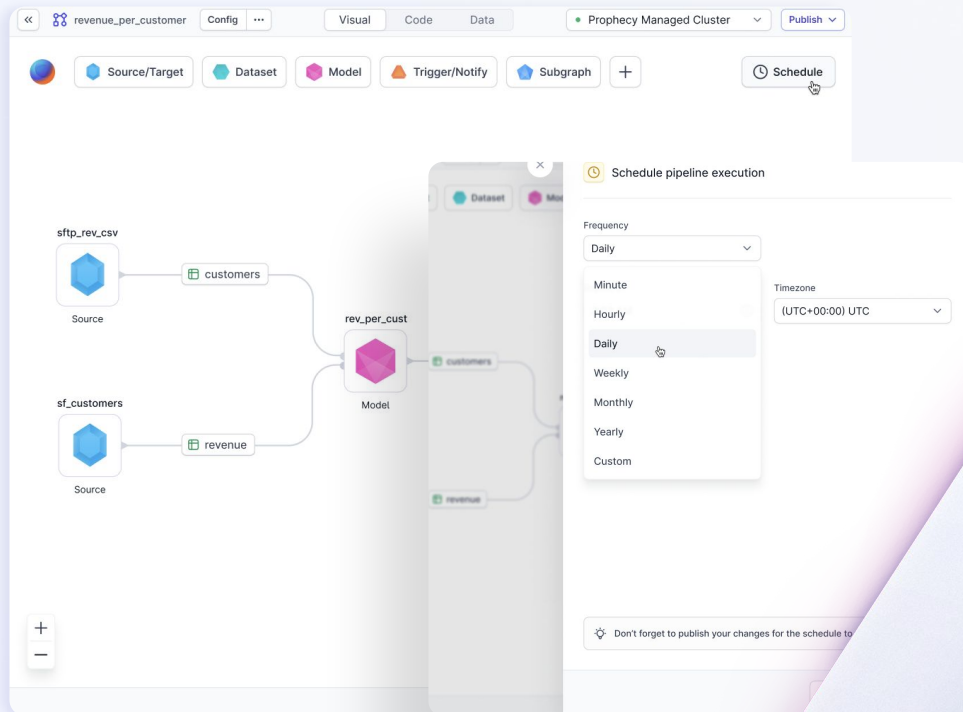 revenue_per_customer
Config
Visual
Code
Data
Prophecy Managed Cluster
Publish
Source/Target
Dataset
Model
Trigger/Notify
Subgraph
Schedule
sftp_rev_csv
customers
Source
rev_per_cust
Model
sf_customers
revenue
Source
Dataset
customers
revenue
Schedule pipeline execution
Frequency
Daily
Minute
Hourly
Daily
Weekly
Monthly
Yearly
Custom
Timezone
(UTC+00:00) UTC
Don't forget to publish your changes for the schedule to